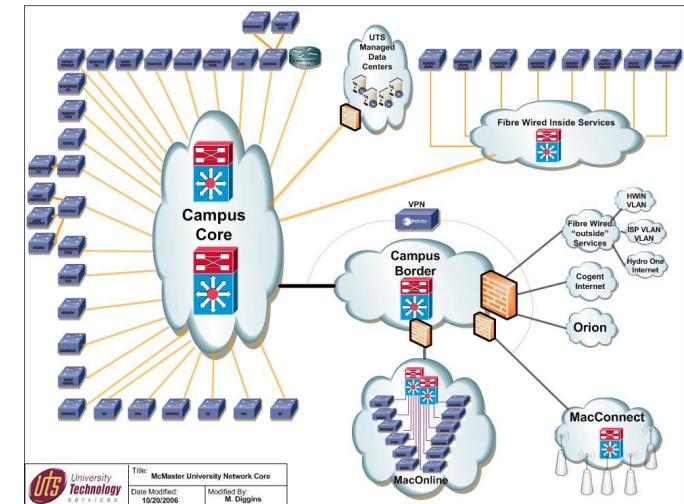 UTS
Managed
Data
Centers
Fibre Wired Inside Services
Campus
Core
VPN
Campus
Border
Fibre Wired
"outside"
Services
HWIN
VLAN
ISP VLAN
VLAN
Hydro One
Internet
Cogent
Internet
Orion
MacOnline
MacConnect
uts
University
Technology
services
Title:
McMaster University Network Core
Date Modified:
10/20/2006
Modified By:
M. Diggins